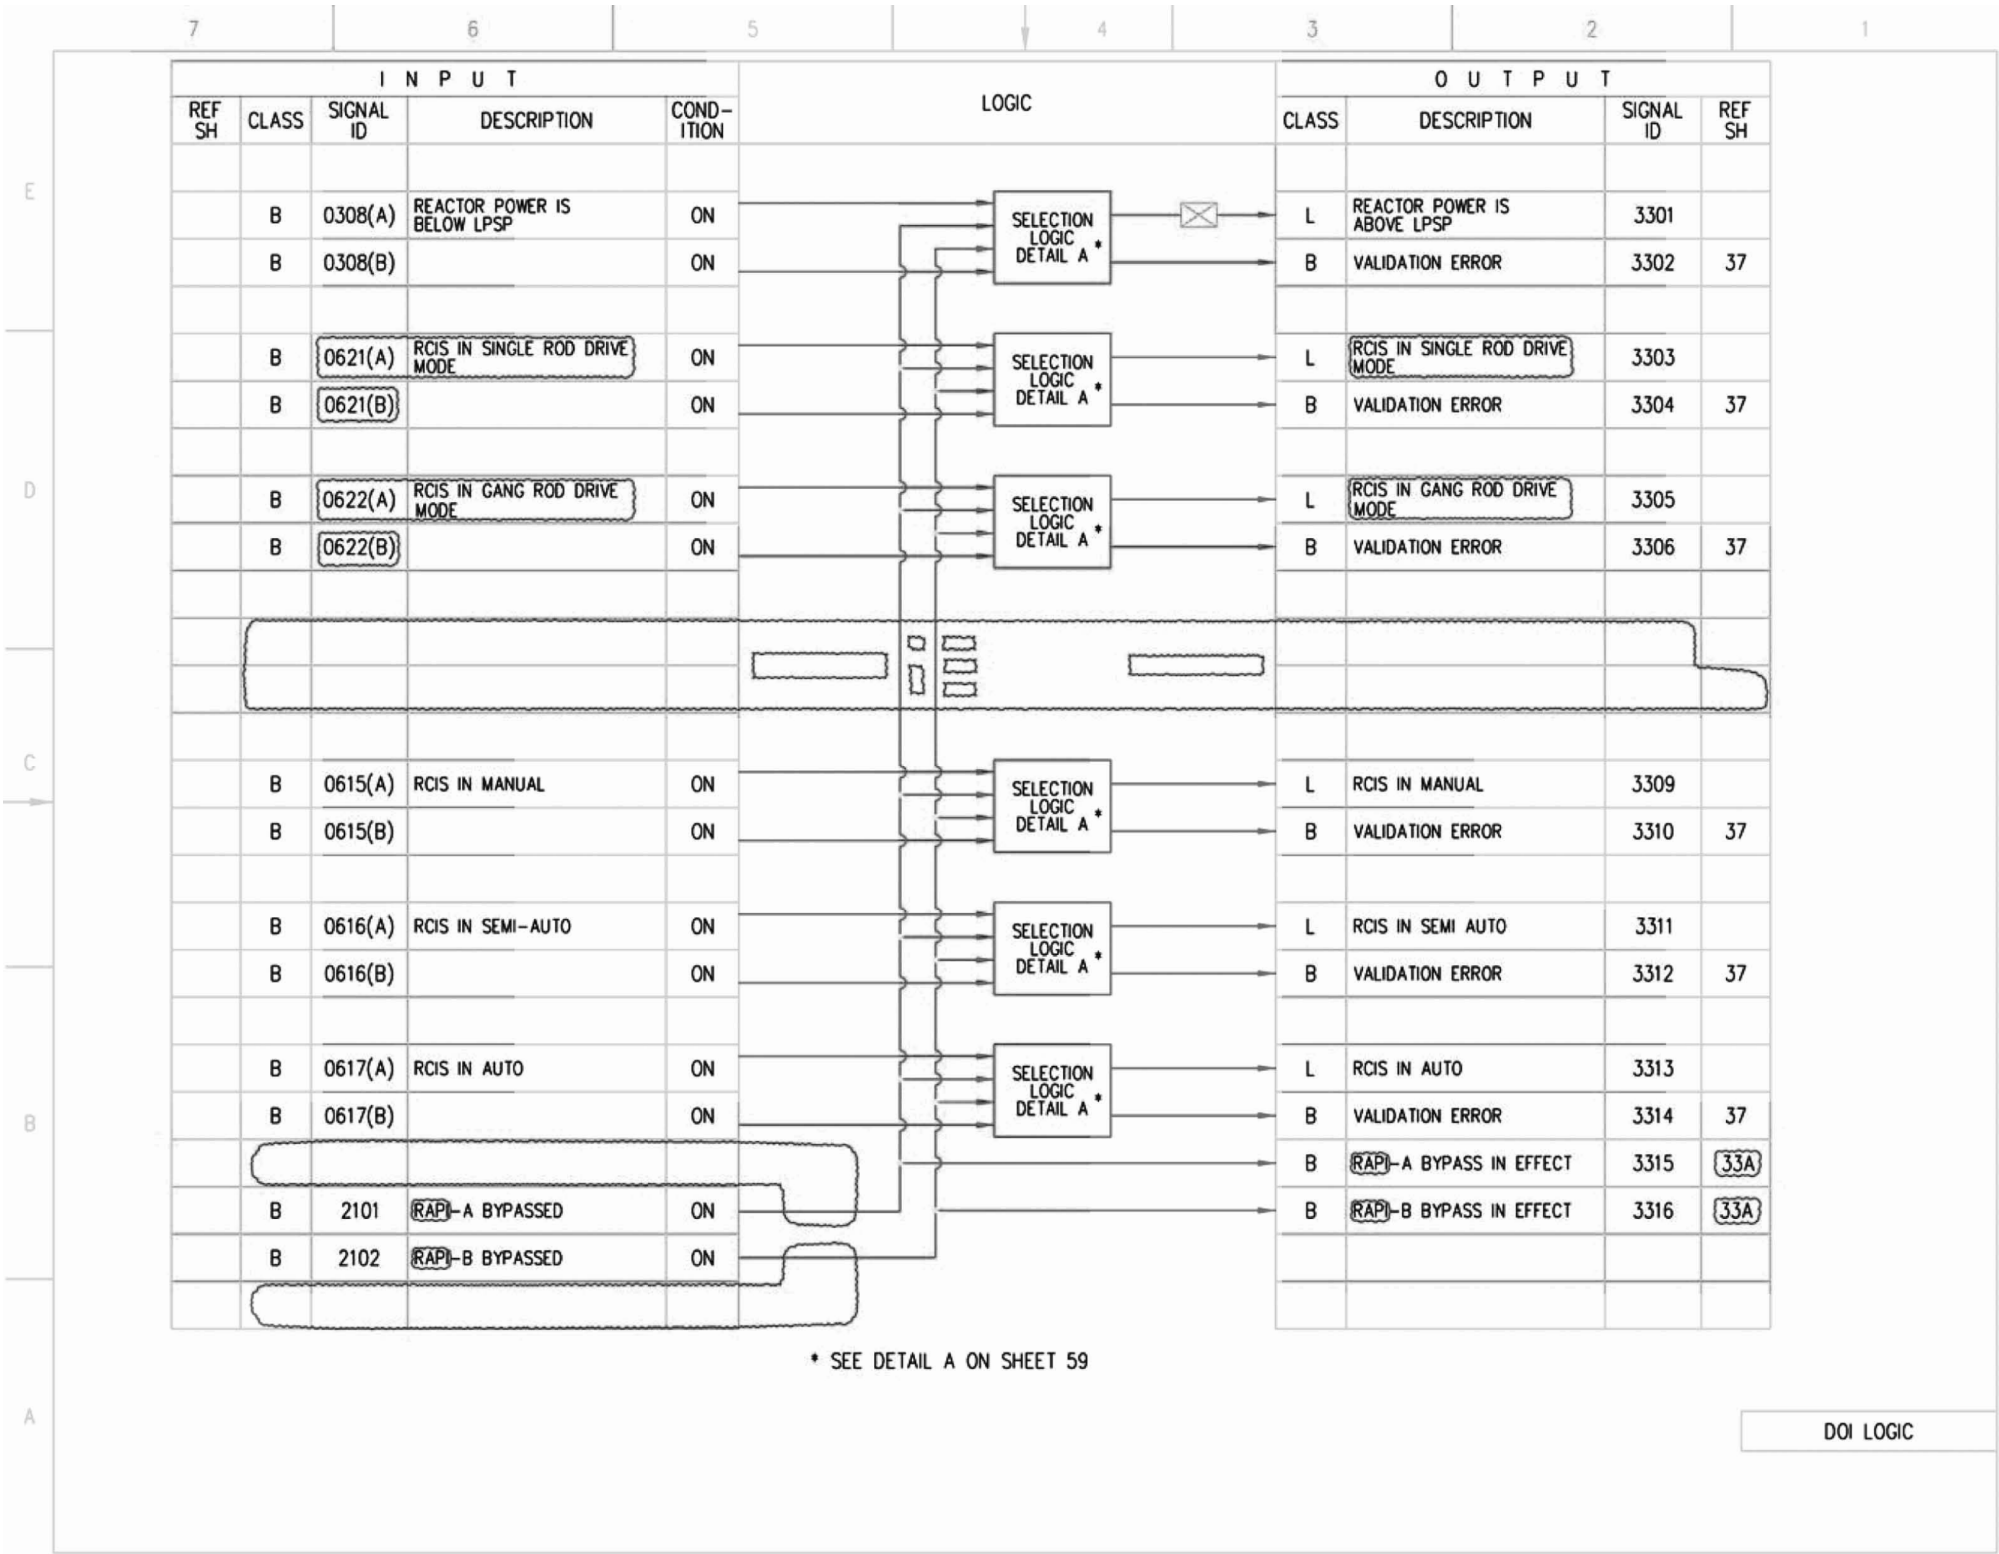 7 6 5 4 3 2 1
I N P U T
LOGIC
O U T P U T
REF SH CLASS SIGNAL ID DESCRIPTION COND-ITION
CLASS DESCRIPTION SIGNAL ID REF SH
E
B 0308(A) REACTOR POWER IS BELOW LPSP ON
SELECTION LOGIC DETAIL A *
L REACTOR POWER IS ABOVE LPSP 3301
B 0308(B) ON
B VALIDATION ERROR 3302 37
B 0621(A) RCIS IN SINGLE ROD DRIVE MODE ON
SELECTION LOGIC DETAIL A *
L RCIS IN SINGLE ROD DRIVE MODE 3303
B 0621(B) ON
B VALIDATION ERROR 3304 37
D
B 0622(A) RCIS IN GANG ROD DRIVE MODE ON
SELECTION LOGIC DETAIL A *
L RCIS IN GANG ROD DRIVE MODE 3305
B 0622(B) ON
B VALIDATION ERROR 3306 37
C
B 0615(A) RCIS IN MANUAL ON
SELECTION LOGIC DETAIL A *
L RCIS IN MANUAL 3309
B 0615(B) ON
B VALIDATION ERROR 3310 37
B 0616(A) RCIS IN SEMI-AUTO ON
SELECTION LOGIC DETAIL A *
L RCIS IN SEMI AUTO 3311
B 0616(B) ON
B VALIDATION ERROR 3312 37
B 0617(A) RCIS IN AUTO ON
SELECTION LOGIC DETAIL A *
L RCIS IN AUTO 3313
B
B 0617(B) ON
B VALIDATION ERROR 3314 37
B RAPI-A BYPASS IN EFFECT 3315 33A
B 2101 RAPI-A BYPASSED ON
B RAPI-B BYPASS IN EFFECT 3316 33A
B 2102 RAPI-B BYPASSED ON
* SEE DETAIL A ON SHEET 59
A
DOI LOGIC